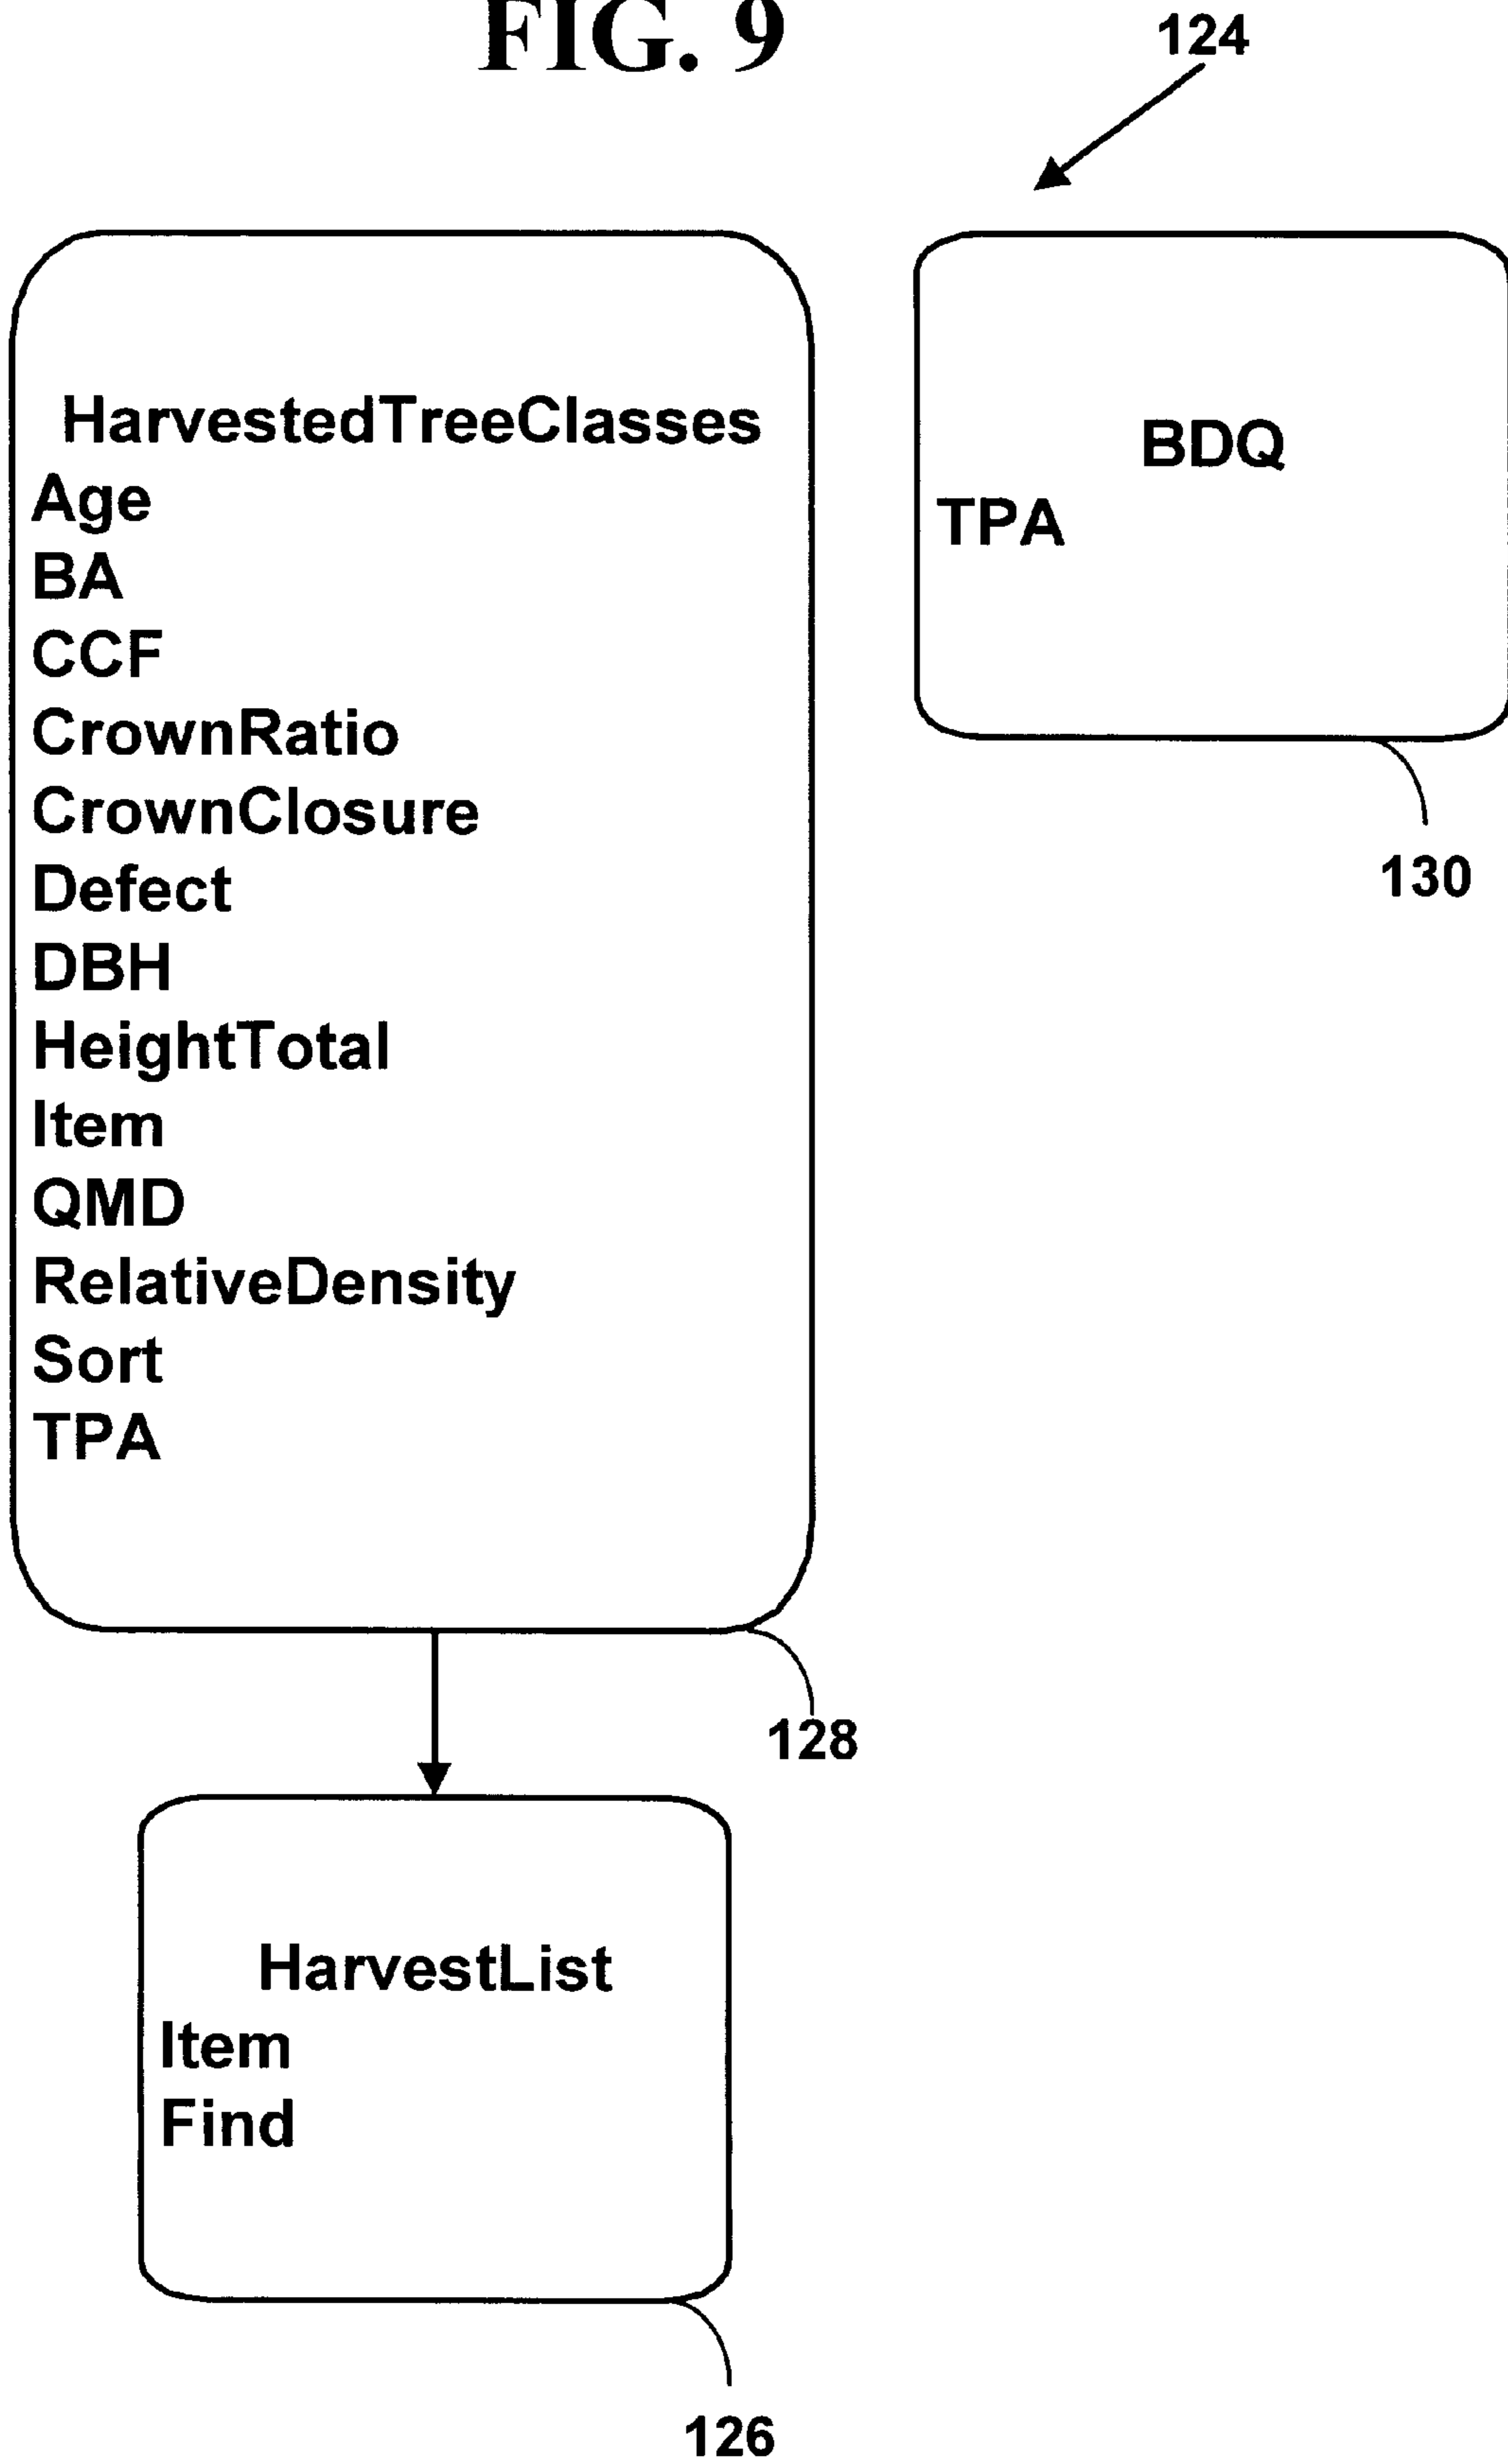 FIG. 9
124
HarvestedTreeClasses
Age
BA
CCF
CrownRatio
CrownClosure
Defect
DBH
HeightTotal
Item
QMD
RelativeDensity
Sort
TPA
128
BDQ
TPA
130
HarvestList
Item
Find
126